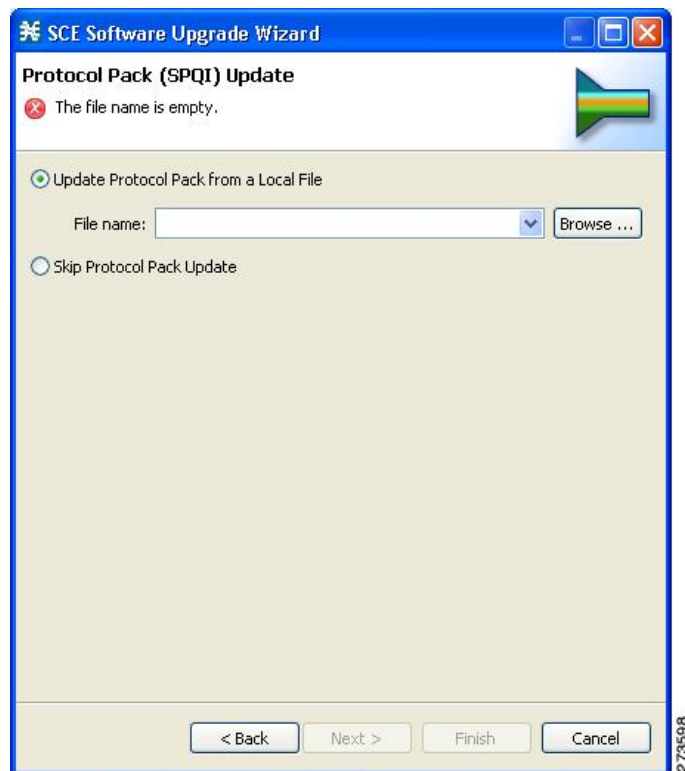 SCE Software Upgrade Wizard
Protocol Pack (SPQI) Update
The file name is empty.
Update Protocol Pack from a Local File
File name:
Browse ...
Skip Protocol Pack Update
< Back
Next >
Finish
Cancel
273598